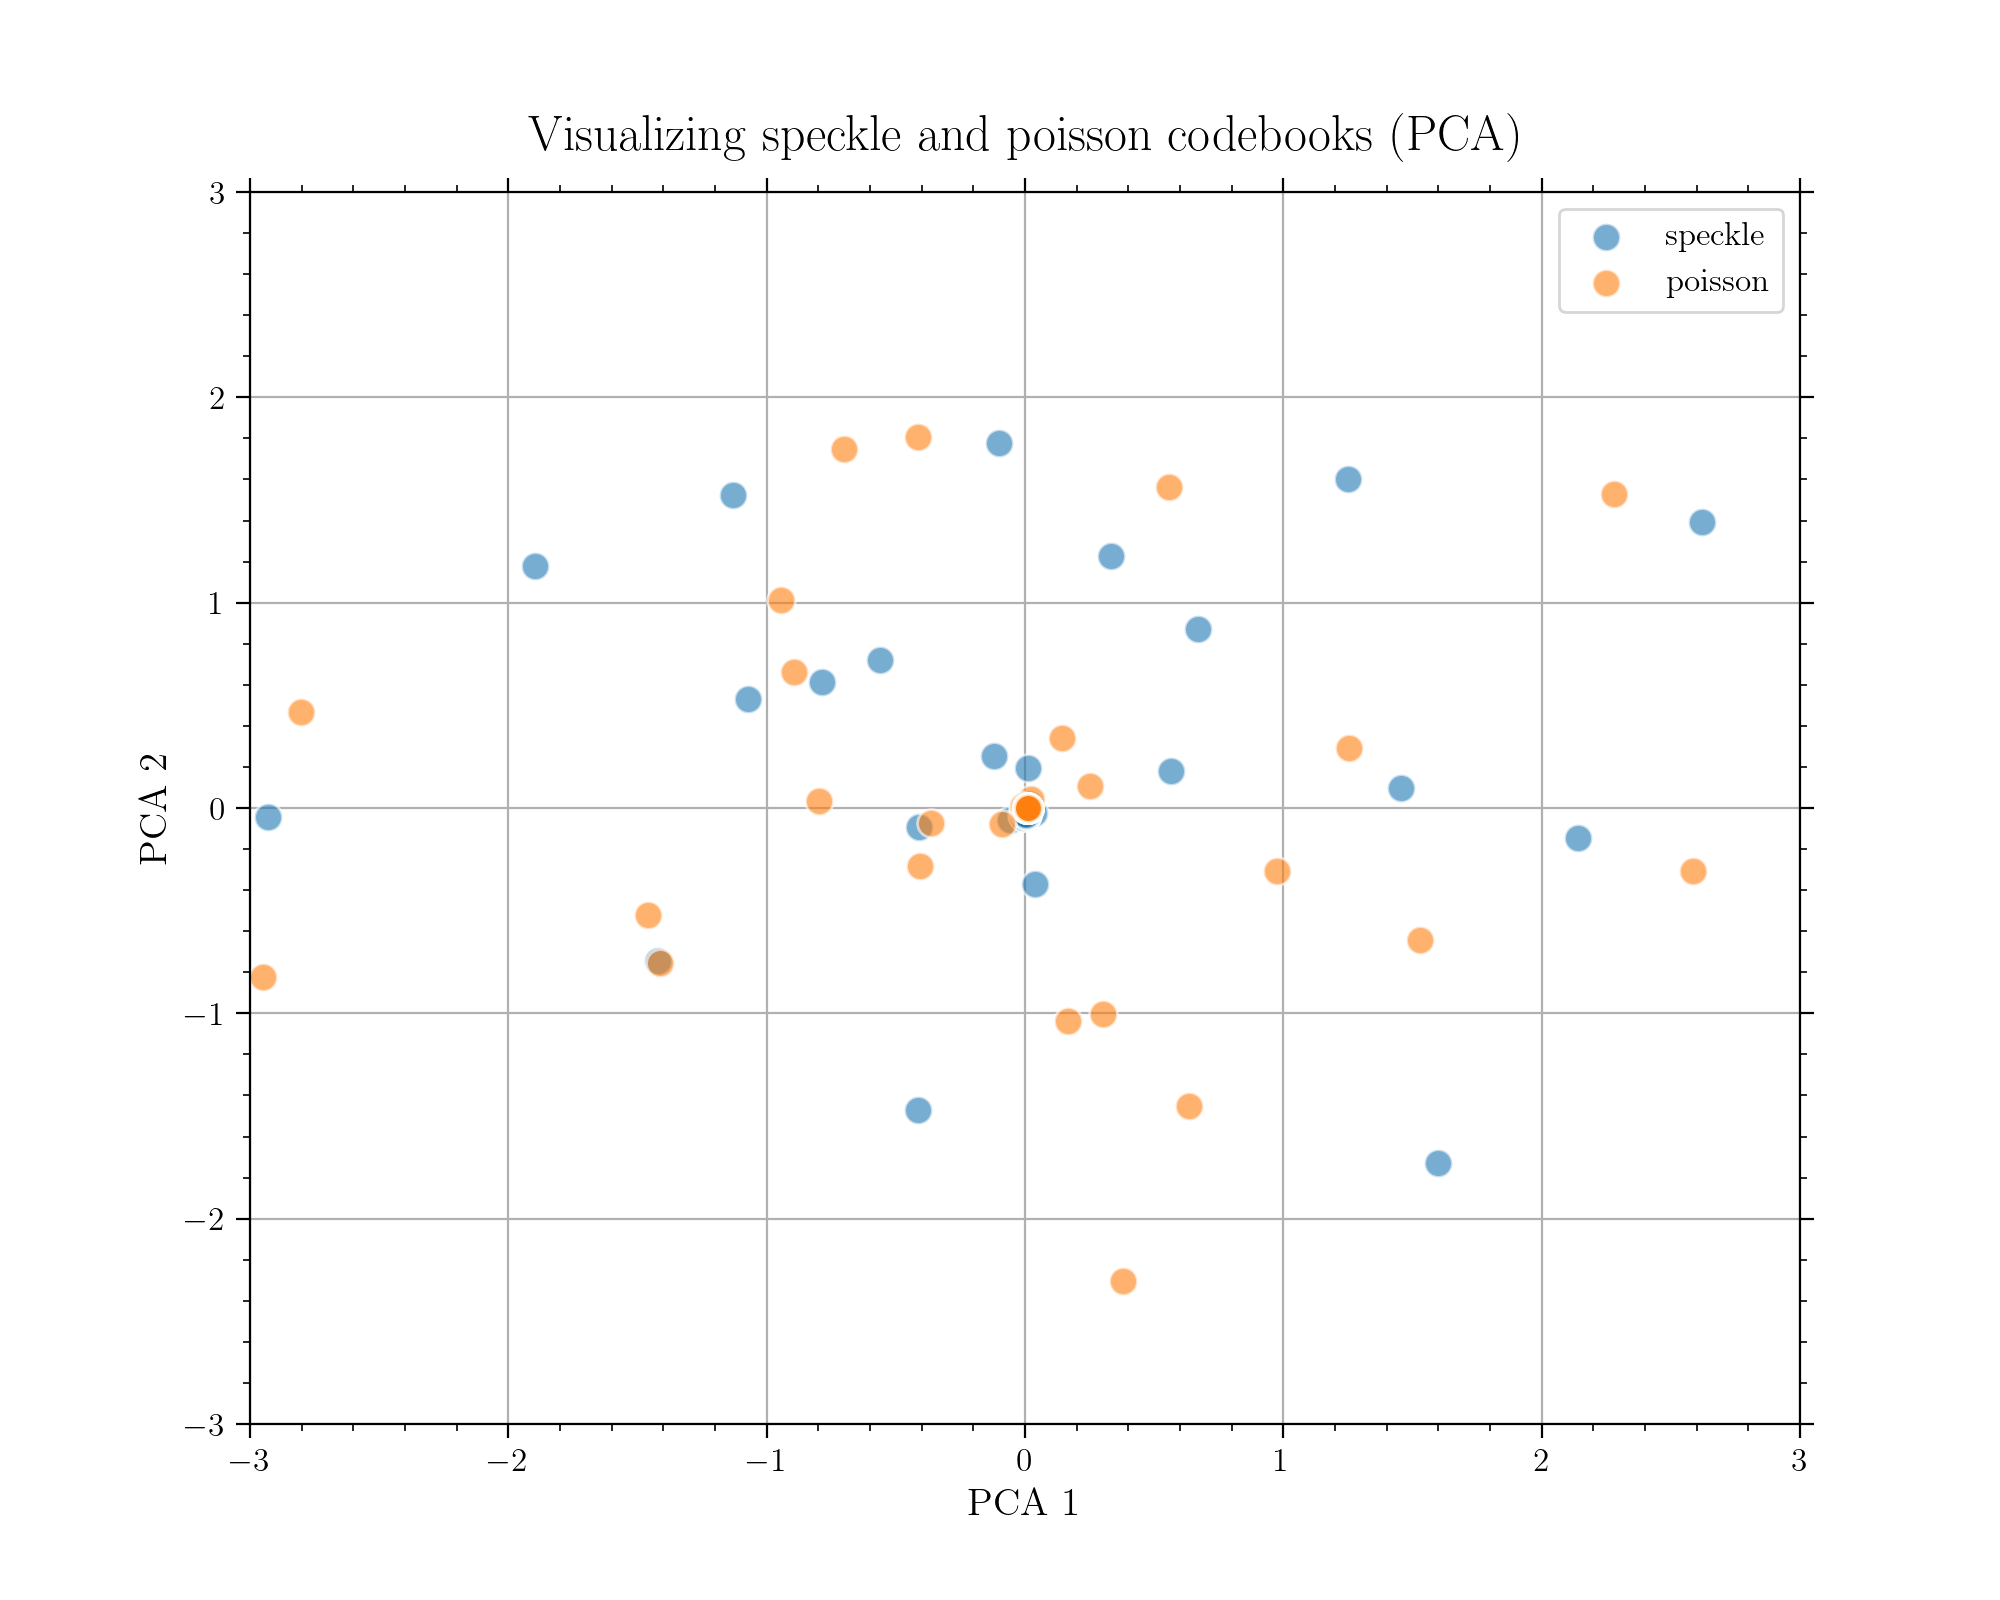 Visualizing speckle and poisson codebooks (PCA)
speckle
poisson
3
2
1
0
−1
−2
−3
PCA 2
−3 −2 −1 0 1 2 3
PCA 1